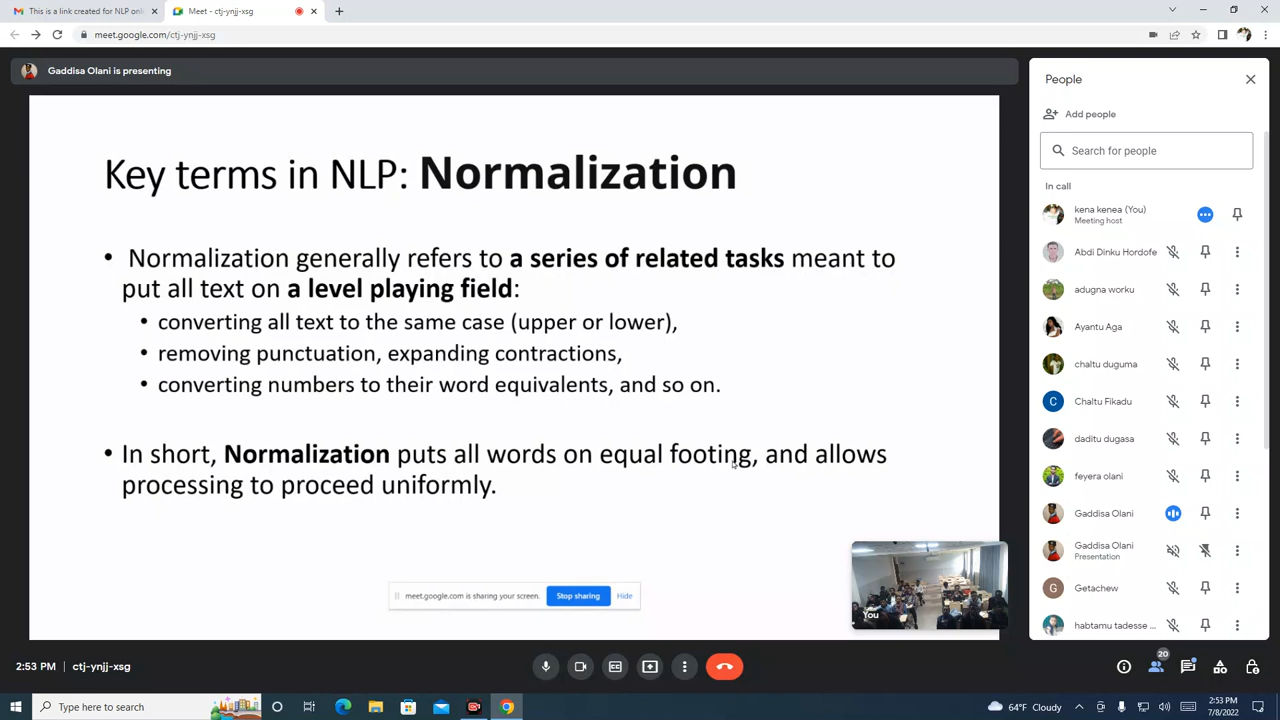 This is a link created for NLP onli
Meet - ctj-ynjj-xsg
meet.google.com/ctj-ynjj-xsg
Gaddisa Olani is presenting
Key terms in NLP: Normalization
• Normalization generally refers to a series of related tasks meant to
put all text on a level playing field:
• converting all text to the same case (upper or lower),
• removing punctuation, expanding contractions,
• converting numbers to their word equivalents, and so on.
• In short, Normalization puts all words on equal footing, and allows
processing to proceed uniformly.
meet.google.com is sharing your screen.
Stop sharing
Hide
You
People
Add people
Search for people
In call
kena kenea (You)
Meeting host
Abdi Dinku Hordofe
adugna worku
Ayantu Aga
chaltu duguma
C
Chaltu Fikadu
daditu dugasa
feyera olani
Gaddisa Olani
Gaddisa Olani
Presentation
G
Getachew
habtamu tadesse ...
2:53 PM | ctj-ynjj-xsg
20
Type here to search
64°F Cloudy
2:53 PM
7/8/2022